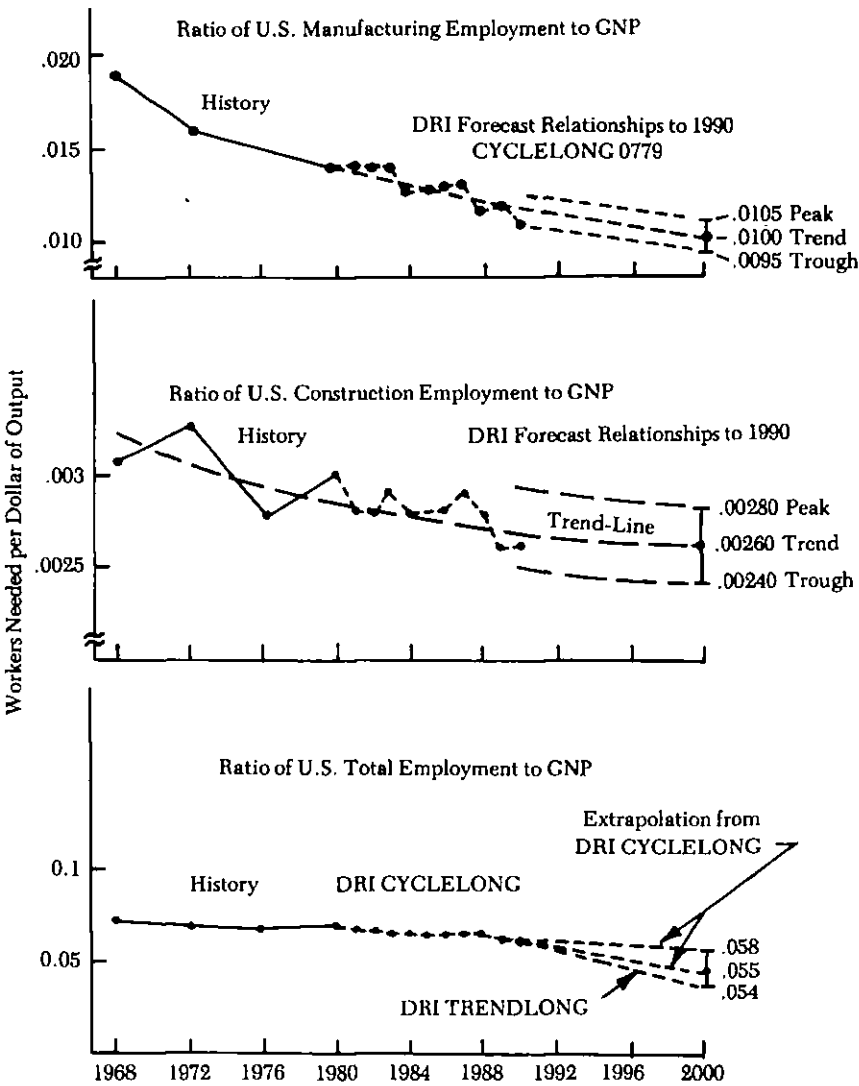 Ratio of U.S. Manufacturing Employment to GNP
.020
History
DRI Forecast Relationships to 1990
CYCLELONG 0779
.015
.0105 Peak
.010
.0100 Trend
.0095 Trough
Workers Needed per Dollar of Output
Ratio of U.S. Construction Employment to GNP
History
DRI Forecast Relationships to 1990
.003
.00280 Peak
Trend-Line
.00260 Trend
.0025
.00240 Trough
Ratio of U.S. Total Employment to GNP
Extrapolation from
DRI CYCLELONG
0.1
History
DRI CYCLELONG
.058
0.05
.055
.054
DRI TRENDLONG
1968 1972 1976 1980 1984 1988 1992 1996 2000